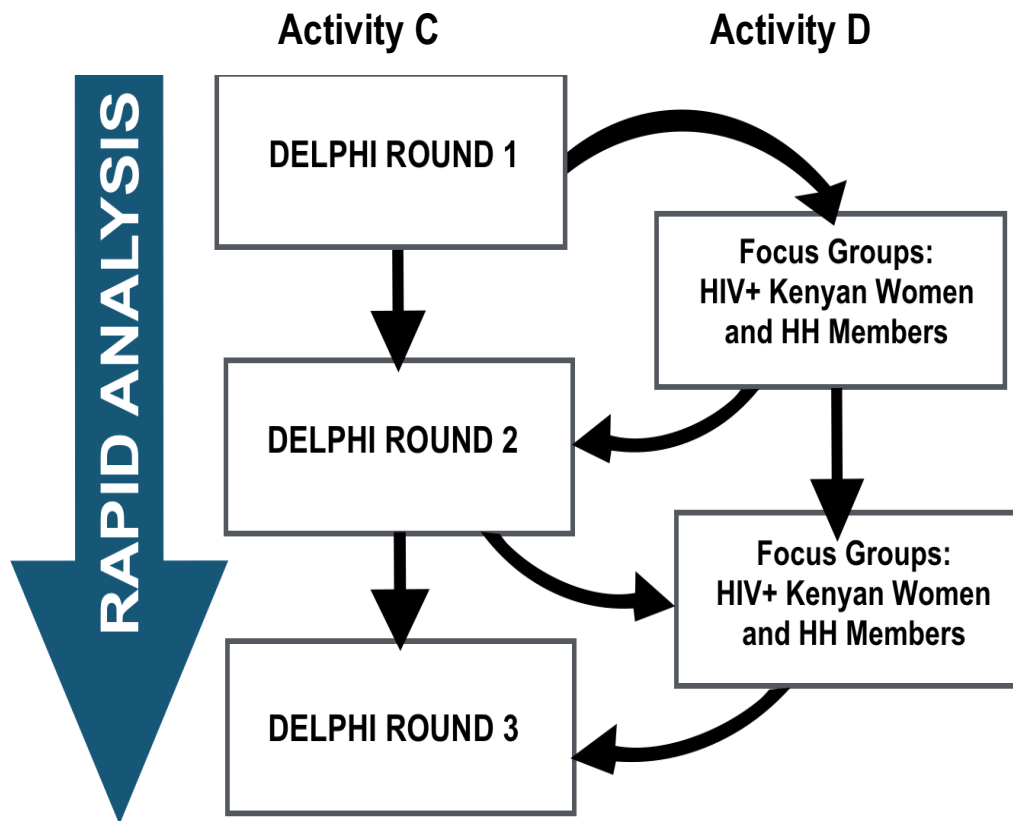 Activity C
Activity D
RAPID ANALYSIS
DELPHI ROUND 1
Focus Groups:
HIV+ Kenyan Women
and HH Members
DELPHI ROUND 2
Focus Groups:
HIV+ Kenyan Women
and HH Members
DELPHI ROUND 3